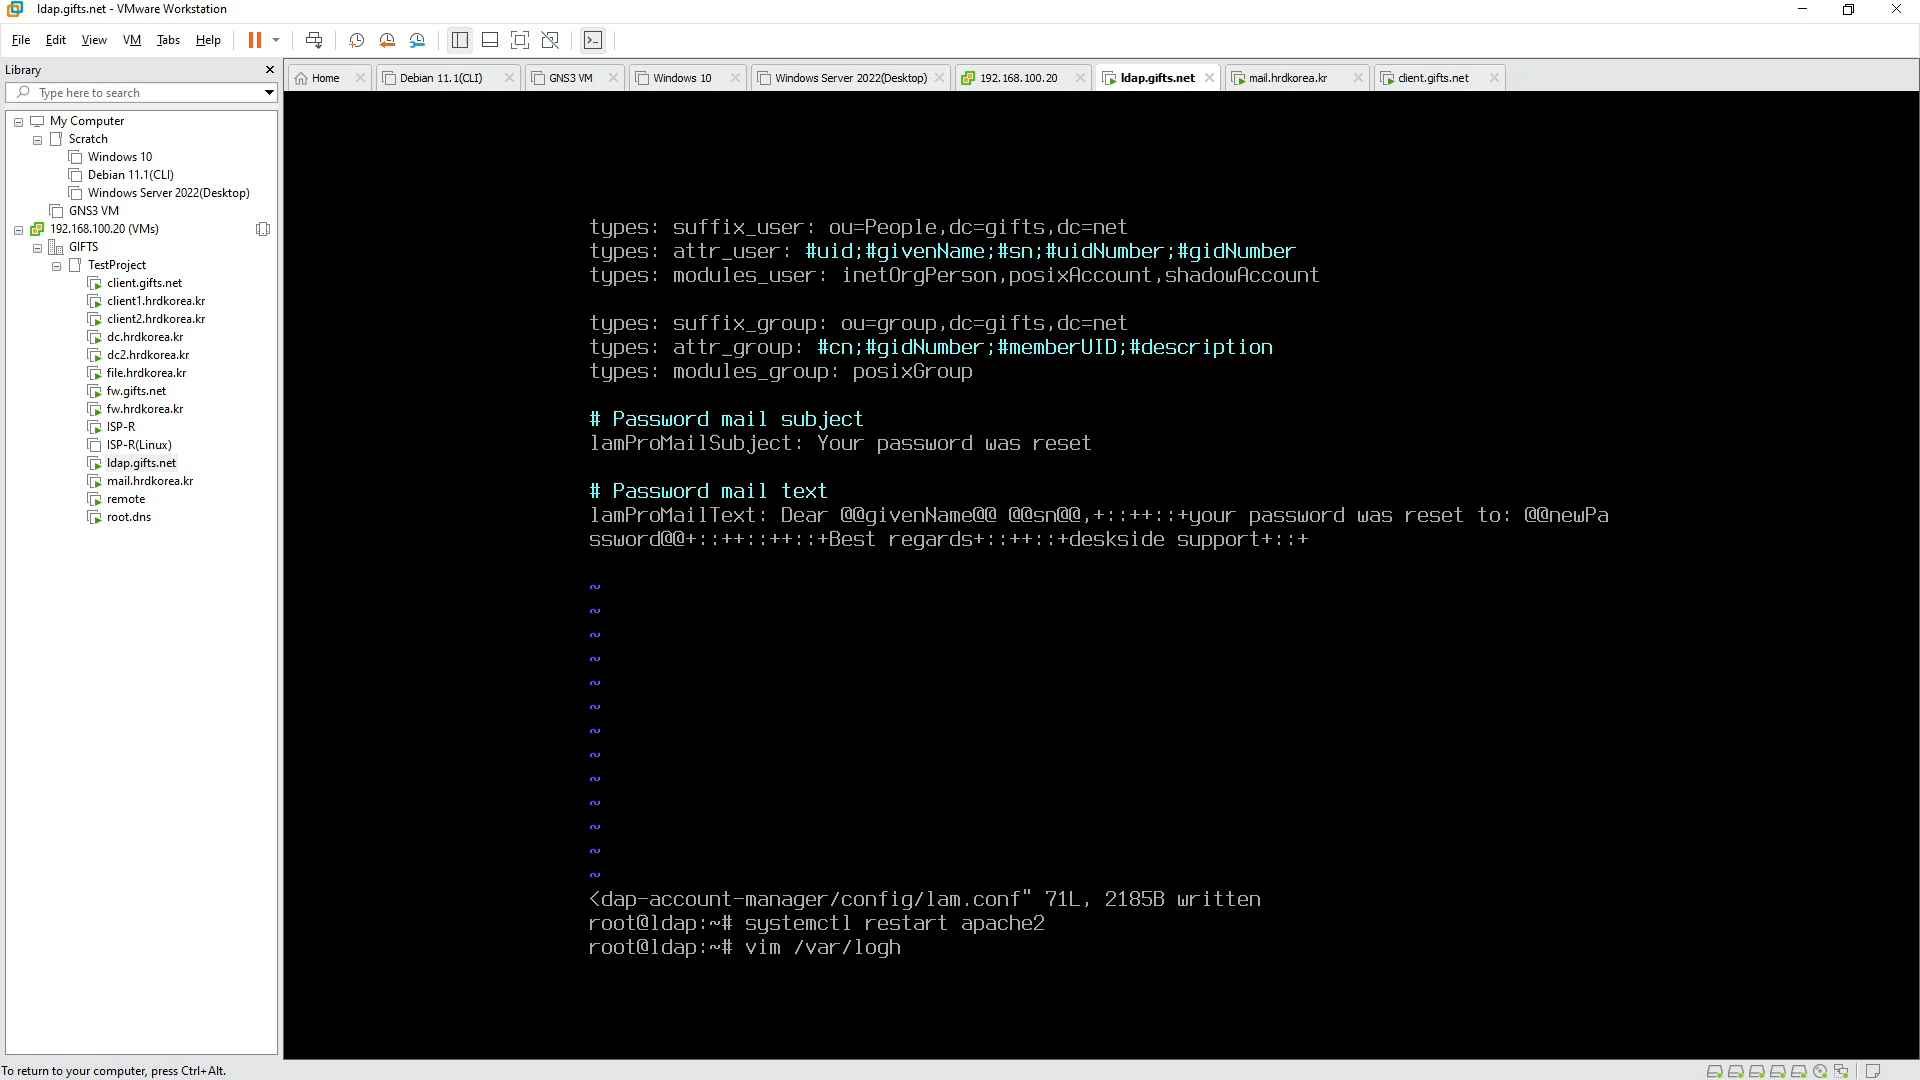 ldap.gifts.net - VMware Workstation
File Edit View VM Tabs Help
Library
Type here to search
Home
Debian 11.1(CLI)
GNS3 VM
Windows 10
Windows Server 2022(Desktop)
192.168.100.20
ldap.gifts.net
mail.hrdkorea.kr
client.gifts.net
My Computer
Scratch
Windows 10
Debian 11.1(CLI)
Windows Server 2022(Desktop)
GNS3 VM
192.168.100.20 (VMs)
GIFTS
TestProject
client.gifts.net
client1.hrdkorea.kr
client2.hrdkorea.kr
dc.hrdkorea.kr
dc2.hrdkorea.kr
file.hrdkorea.kr
fw.gifts.net
fw.hrdkorea.kr
ISP-R
ISP-R(Linux)
ldap.gifts.net
mail.hrdkorea.kr
remote
root.dns
types: suffix_user: ou=People,dc=gifts,dc=net
types: attr_user: #uid;#givenName;#sn;#uidNumber;#gidNumber
types: modules_user: inetOrgPerson,posixAccount,shadowAccount
types: suffix_group: ou=group,dc=gifts,dc=net
types: attr_group: #cn;#gidNumber;#memberUID;#description
types: modules_group: posixGroup
# Password mail subject
lamProMailSubject: Your password was reset
# Password mail text
lamProMailText: Dear @@givenName@@ @@sn@@,+::++::+your password was reset to: @@newPa
ssword@@+::++::++::+Best regards+::++::+deskside support+::+
~
~
~
~
~
~
~
~
~
~
~
~
~
<dap-account-manager/config/lam.conf" 71L, 2185B written
root@ldap:~# systemctl restart apache2
root@ldap:~# vim /var/logh
To return to your computer, press Ctrl+Alt.